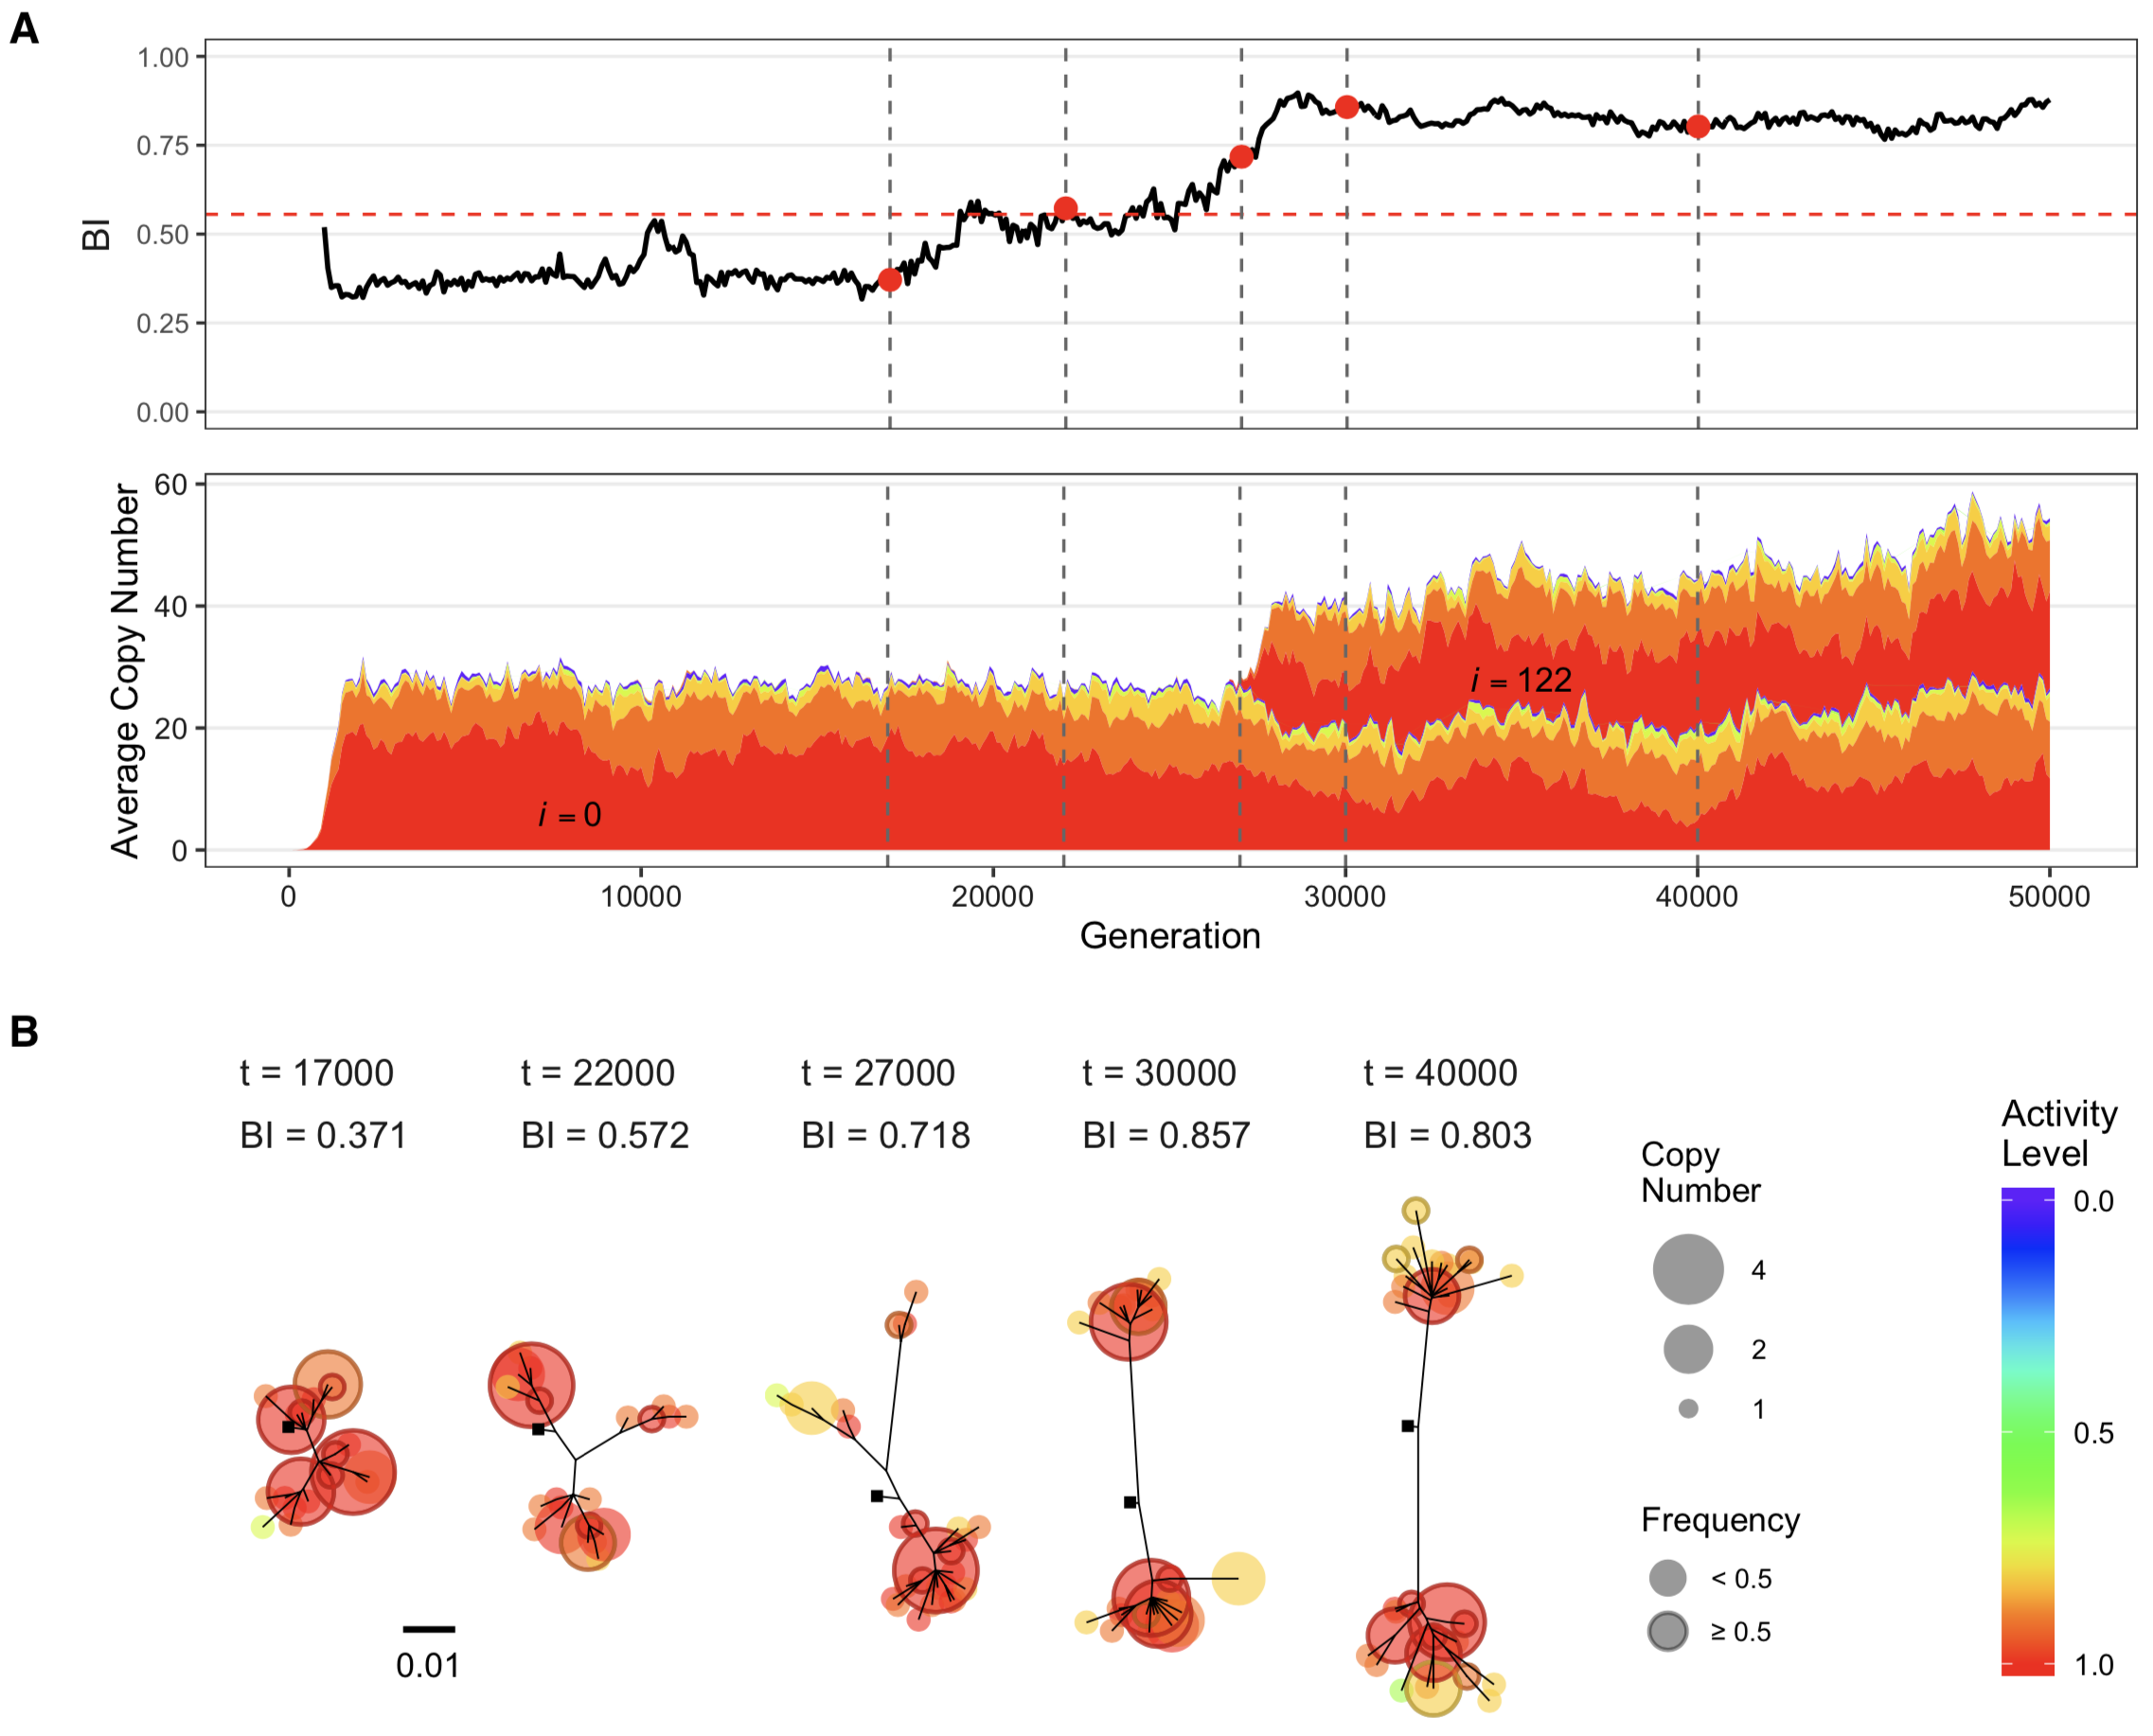 A
1.00
0.75
0.50
0.25
0.00
BI
60
40
20
0
Average Copy Number
i = 0
i = 122
0 10000 20000 30000 40000 50000
Generation
B
t = 17000 t = 22000 t = 27000 t = 30000 t = 40000
BI = 0.371 BI = 0.572 BI = 0.718 BI = 0.857 BI = 0.803
0.01
Copy
Number
4
2
1
Frequency
< 0.5
≥ 0.5
Activity
Level
0.0
0.5
1.0